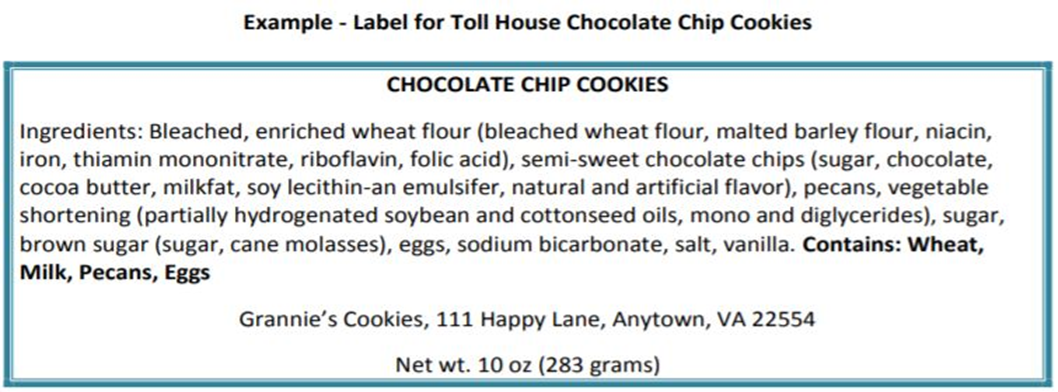 Example - Label for Toll House Chocolate Chip Cookies
CHOCOLATE CHIP COOKIES
Ingredients: Bleached, enriched wheat flour (bleached wheat flour, malted barley flour, niacin,
iron, thiamin mononitrate, riboflavin, folic acid), semi-sweet chocolate chips (sugar, chocolate,
cocoa butter, milkfat, soy lecithin-an emulsifer, natural and artificial flavor), pecans, vegetable
shortening (partially hydrogenated soybean and cottonseed oils, mono and diglycerides), sugar,
brown sugar (sugar, cane molasses), eggs, sodium bicarbonate, salt, vanilla. Contains: Wheat,
Milk, Pecans, Eggs
Grannie’s Cookies, 111 Happy Lane, Anytown, VA 22554
Net wt. 10 oz (283 grams)